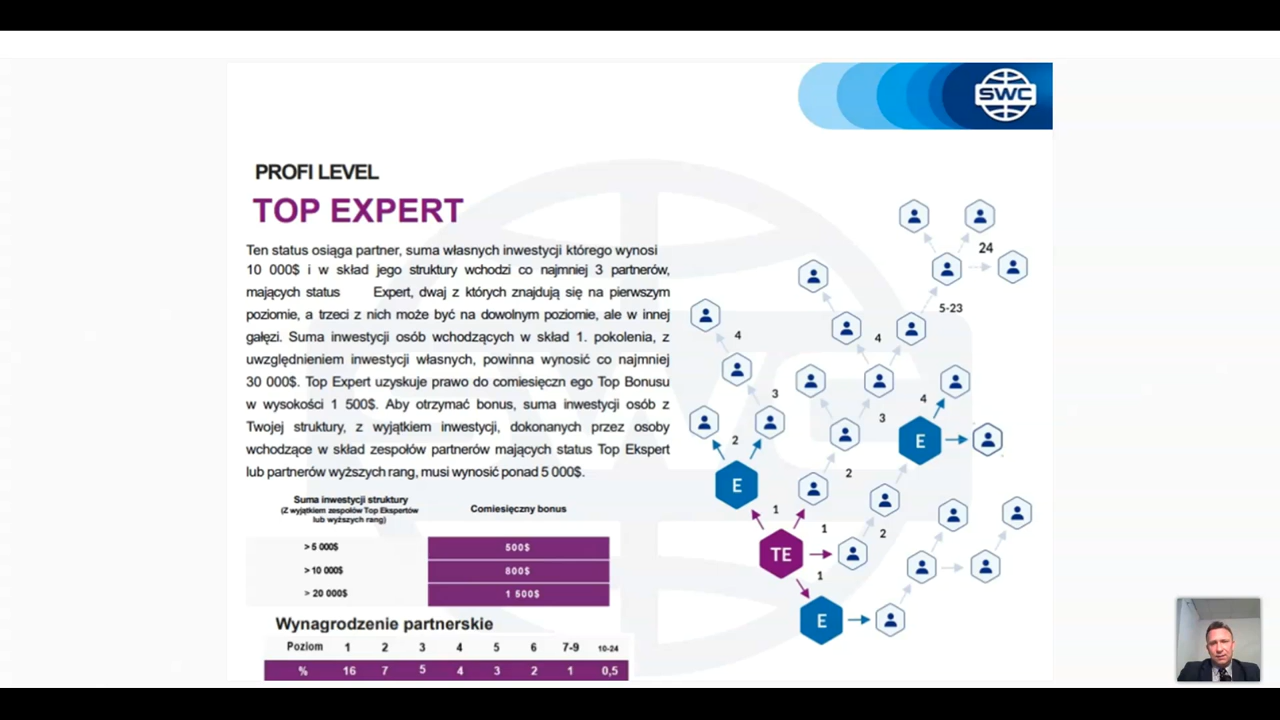 SWC
PROFI LEVEL
TOP EXPERT
Ten status osiąga partner, suma własnych inwestycji którego wynosi
10 000$ i w skład jego struktury wchodzi co najmniej 3 partnerów,
mających status Expert, dwaj z których znajdują się na pierwszym
poziomie, a trzeci z nich może być na dowolnym poziomie, ale w innej
gałęzi. Suma inwestycji osób wchodzących w skład 1. pokolenia, z
uwzględnieniem inwestycji własnych, powinna wynosić co najmniej
30 000$. Top Expert uzyskuje prawo do comiesięczn ego Top Bonusu
w wysokości 1 500$. Aby otrzymać bonus, suma inwestycji osób z
Twojej struktury, z wyjątkiem inwestycji, dokonanych przez osoby
wchodzące w skład zespołów partnerów mających status Top Ekspert
lub partnerów wyższych rang, musi wynosić ponad 5 000$.
Suma inwestycji struktury
(Z wyjątkiem zespołów Top Ekspertów
lub wyższych rang)
Comiesięczny bonus
> 5 000$ 500$
> 10 000$ 800$
> 20 000$ 1 500$
Wynagrodzenie partnerskie
Poziom 1 2 3 4 5 6 7-9 10-24
% 16 7 5 4 3 2 1 0,5
24
5-23
4
4
3
4
3
2
E
E
2
1
1
2
TE
1
E